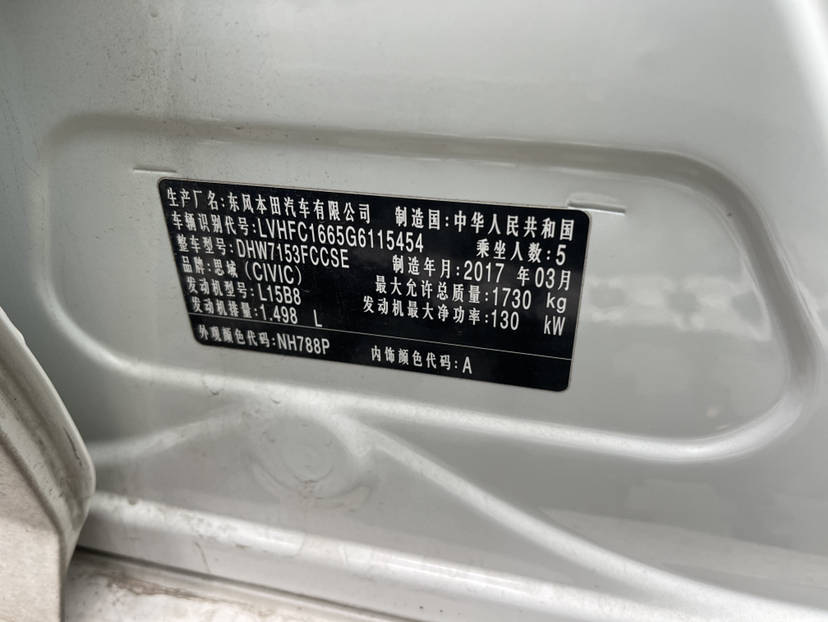 生产厂名:东风本田汽车有限公司 制造国:中华人民共和国
车辆识别代号:LVHFC1665G6115454 乘坐人数:5
整车型号:DHW7153FCCSE 制造年月:2017 年 03月
品牌:思域(CIVIC) 最大允许总质量:1730 kg
发动机型号:L15B8 发动机最大净功率:130 kW
发动机排量:1.498 L
外观颜色代码:NH788P 内饰颜色代码:A